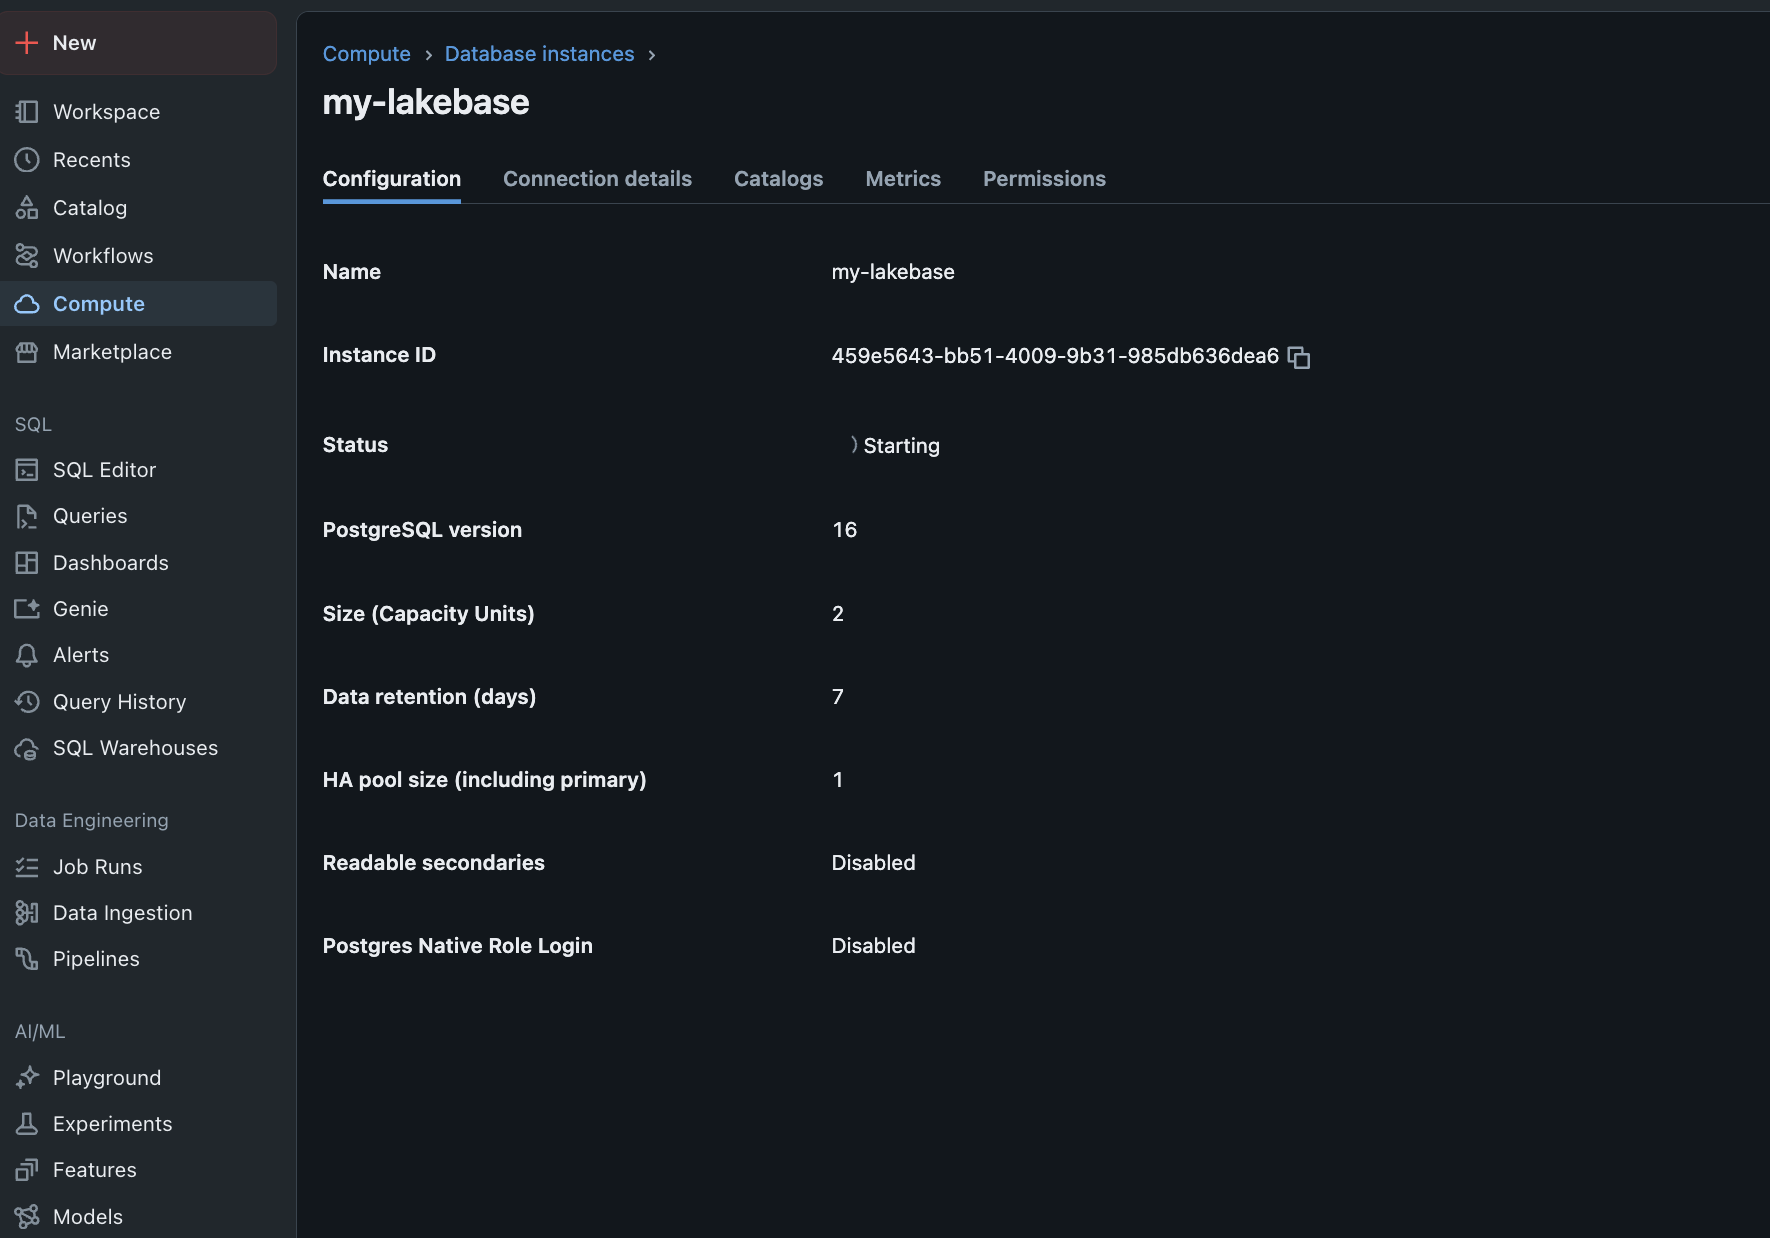 New
Workspace
Recents
Catalog
Workflows
Compute
Marketplace
SQL
SQL Editor
Queries
Dashboards
Genie
Alerts
Query History
SQL Warehouses
Data Engineering
Job Runs
Data Ingestion
Pipelines
AI/ML
Playground
Experiments
Features
Models
Compute › Database instances ›
my-lakebase
Configuration Connection details Catalogs Metrics Permissions
Name my-lakebase
Instance ID 459e5643-bb51-4009-9b31-985db636dea6
Status Starting
PostgreSQL version 16
Size (Capacity Units) 2
Data retention (days) 7
HA pool size (including primary) 1
Readable secondaries Disabled
Postgres Native Role Login Disabled